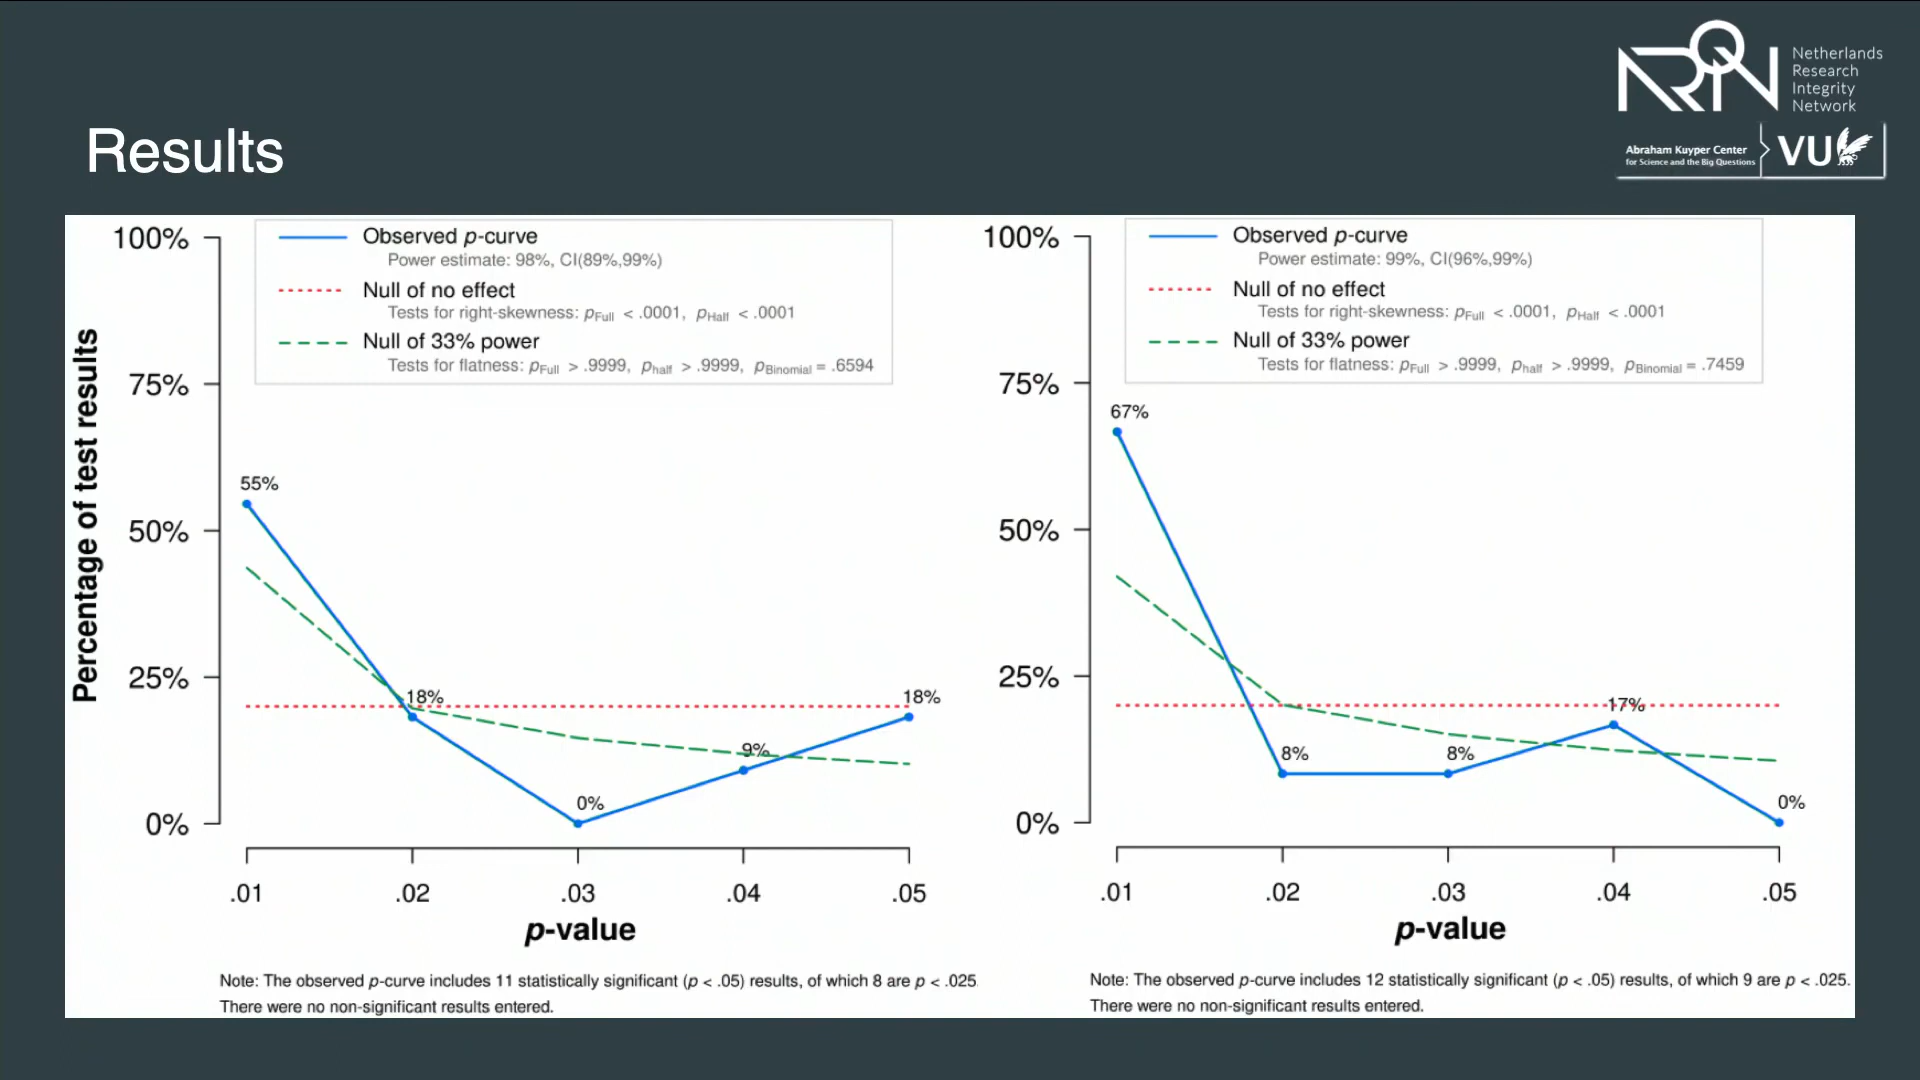 NRIN
Netherlands
Research
Integrity
Network
Abraham Kuyper Center
for Science and the Big Questions
VU
Results
100%
75%
50%
25%
0%
Percentage of test results
Observed p-curve
Power estimate: 98%, CI(89%,99%)
Null of no effect
Tests for right-skewness: pFull < .0001, pHalf < .0001
Null of 33% power
Tests for flatness: pFull > .9999, phalf > .9999, pBinomial = .6594
55%
18%
0%
9%
18%
.01 .02 .03 .04 .05
p-value
Note: The observed p-curve includes 11 statistically significant (p < .05) results, of which 8 are p < .025.
There were no non-significant results entered.
100%
75%
50%
25%
0%
Observed p-curve
Power estimate: 99%, CI(96%,99%)
Null of no effect
Tests for right-skewness: pFull < .0001, pHalf < .0001
Null of 33% power
Tests for flatness: pFull > .9999, phalf > .9999, pBinomial = .7459
67%
8%
8%
17%
0%
.01 .02 .03 .04 .05
p-value
Note: The observed p-curve includes 12 statistically significant (p < .05) results, of which 9 are p < .025.
There were no non-significant results entered.